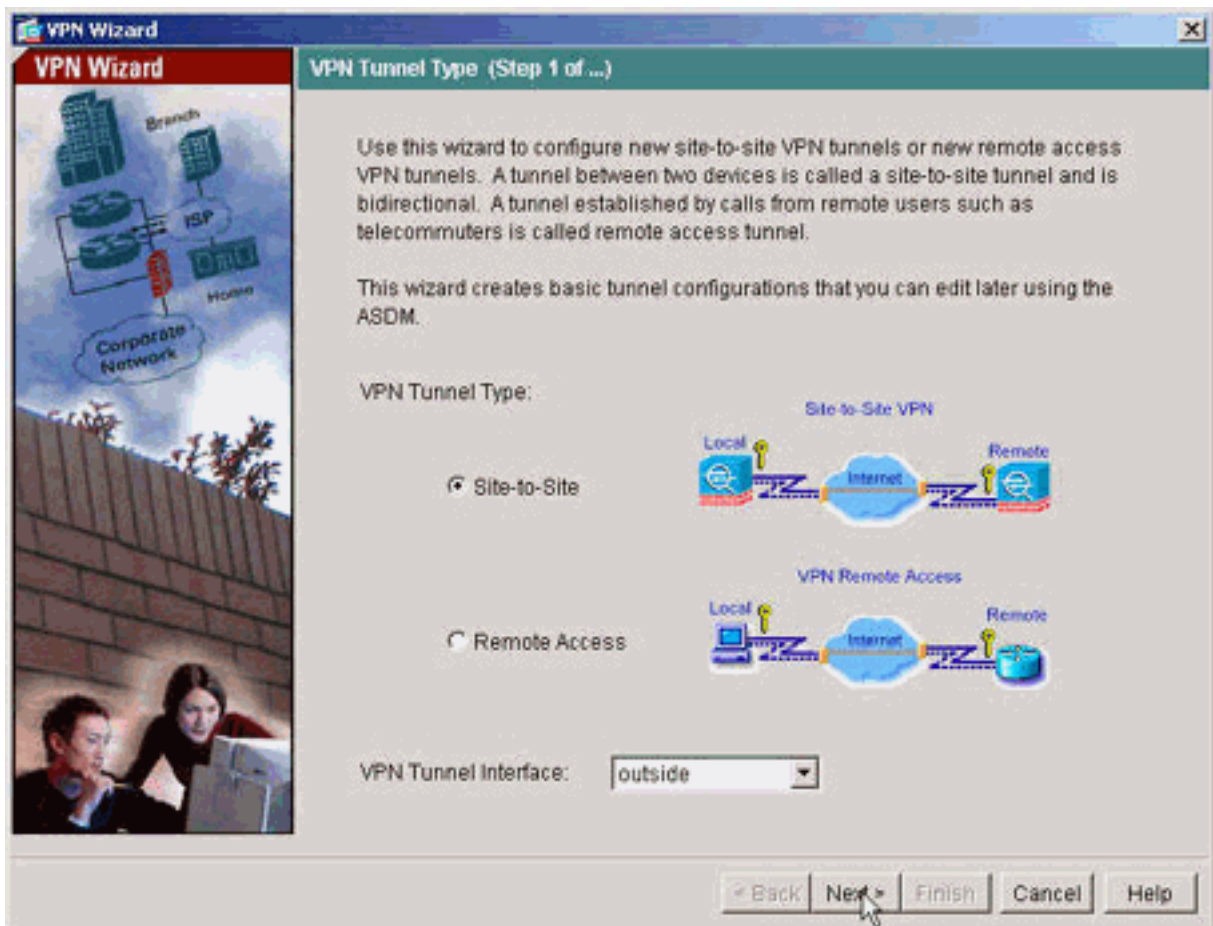 VPN Wizard
VPN Wizard
VPN Tunnel Type (Step 1 of ...)
Branch
ISP
Home
Corporate
Network
Use this wizard to configure new site-to-site VPN tunnels or new remote access
VPN tunnels. A tunnel between two devices is called a site-to-site tunnel and is
bidirectional. A tunnel established by calls from remote users such as
telecommuters is called remote access tunnel.
This wizard creates basic tunnel configurations that you can edit later using the
ASDM.
VPN Tunnel Type:
Site-to-Site VPN
Local
Remote
Internet
Site-to-Site
VPN Remote Access
Local
Remote
Internet
Remote Access
VPN Tunnel Interface:
outside
< Back
Next >
Finish
Cancel
Help